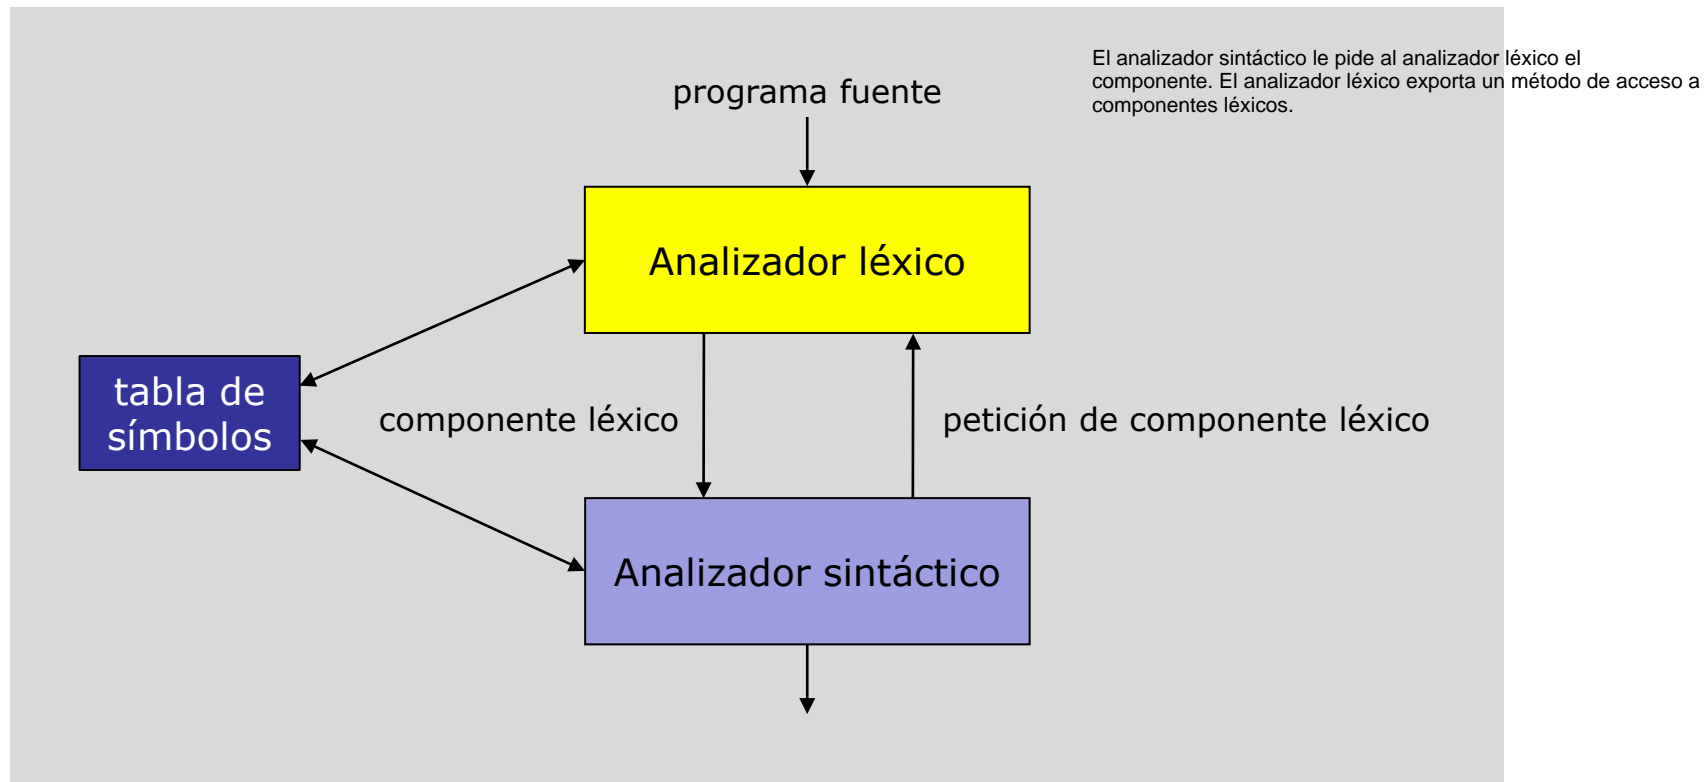 El analizador sintáctico le pide al analizador léxico el
componente. El analizador léxico exporta un método de acceso a
componentes léxicos.
programa fuente
Analizador léxico
tabla de
símbolos
componente léxico
petición de componente léxico
Analizador sintáctico